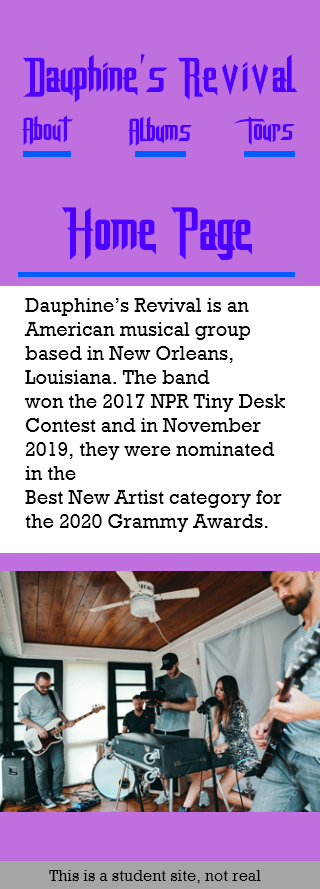 Dauphine's Revival
About Albums Tours
Home Page
Dauphine’s Revival is an
American musical group
based in New Orleans,
Louisiana. The band
won the 2017 NPR Tiny Desk
Contest and in November
2019, they were nominated
in the
Best New Artist category for
the 2020 Grammy Awards.
This is a student site, not real